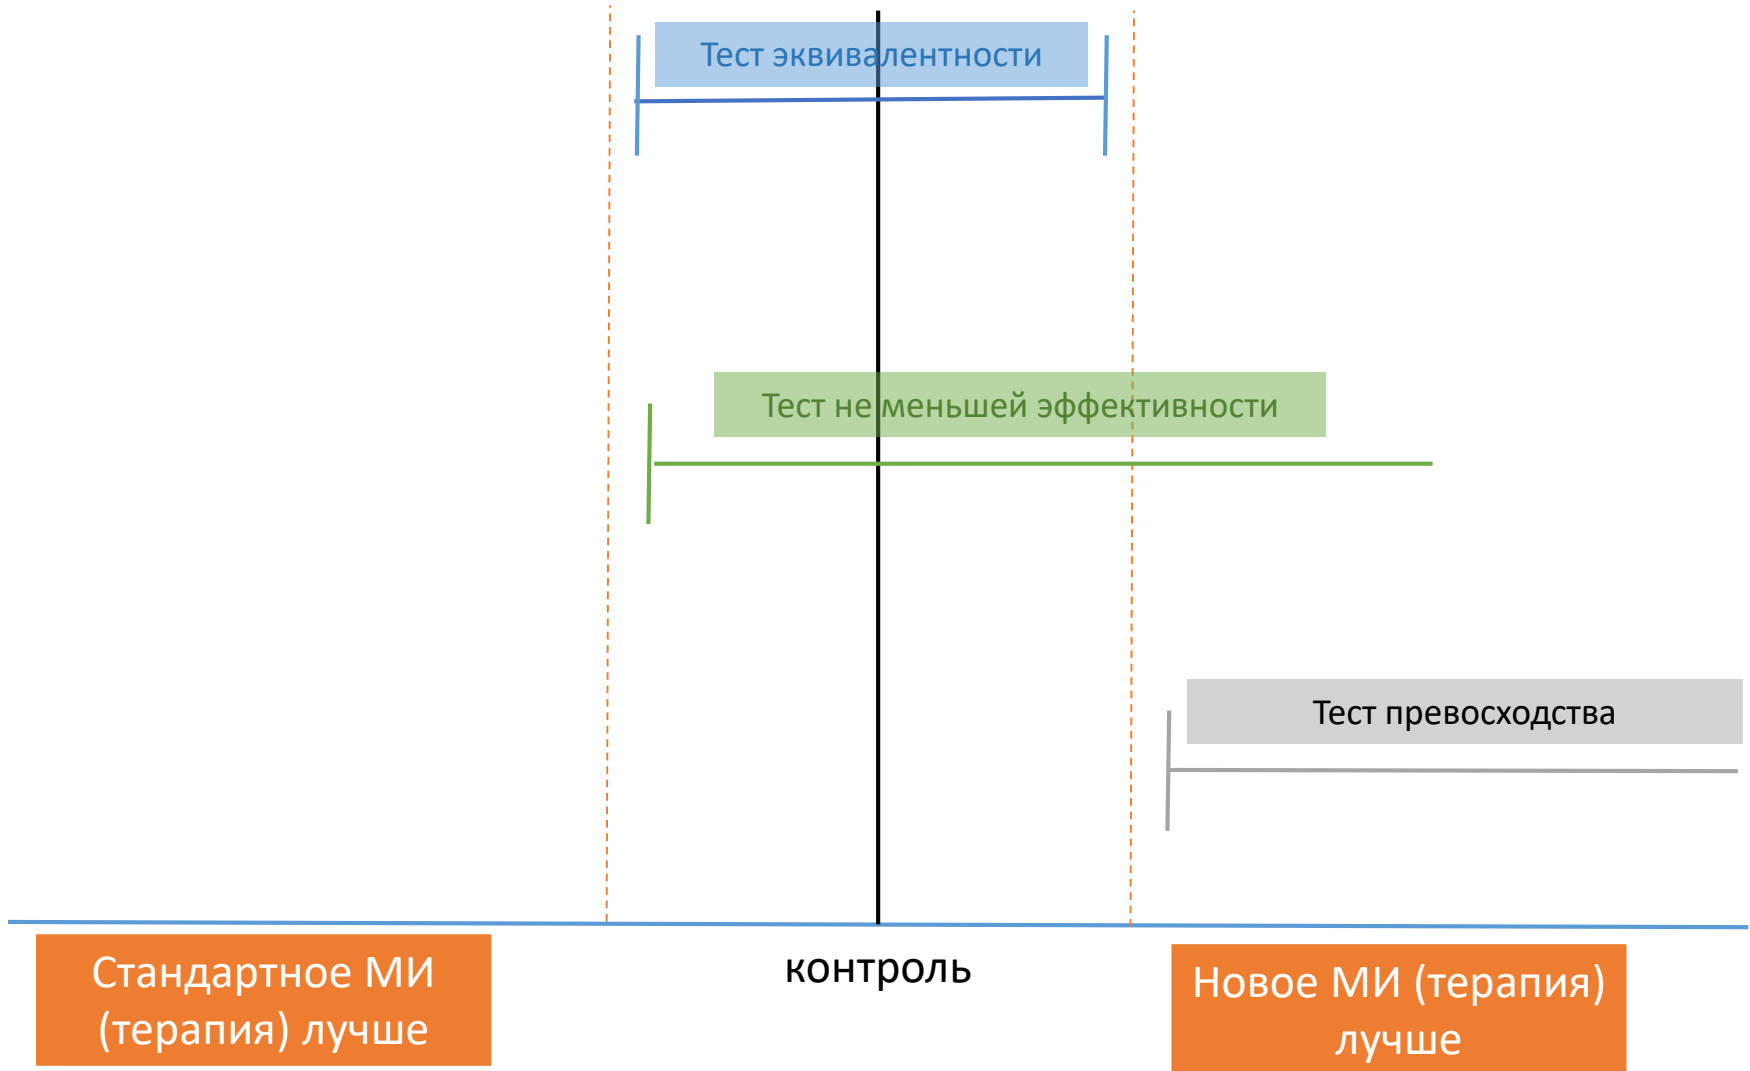 Тест эквивалентности
Тест не меньшей эффективности
Тест превосходства
Стандартное МИ
(терапия) лучше
контроль
Новое МИ (терапия)
лучше